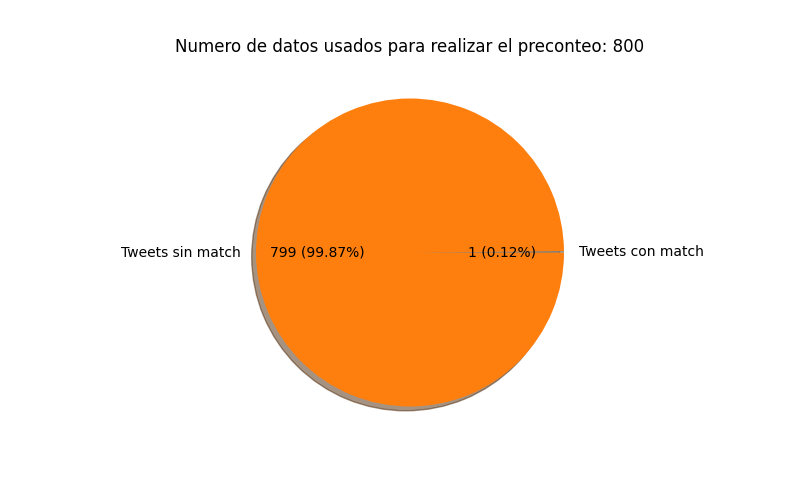 Numero de datos usados para realizar el preconteo: 800
Tweets sin match
799 (99.87%)
1 (0.12%)
Tweets con match